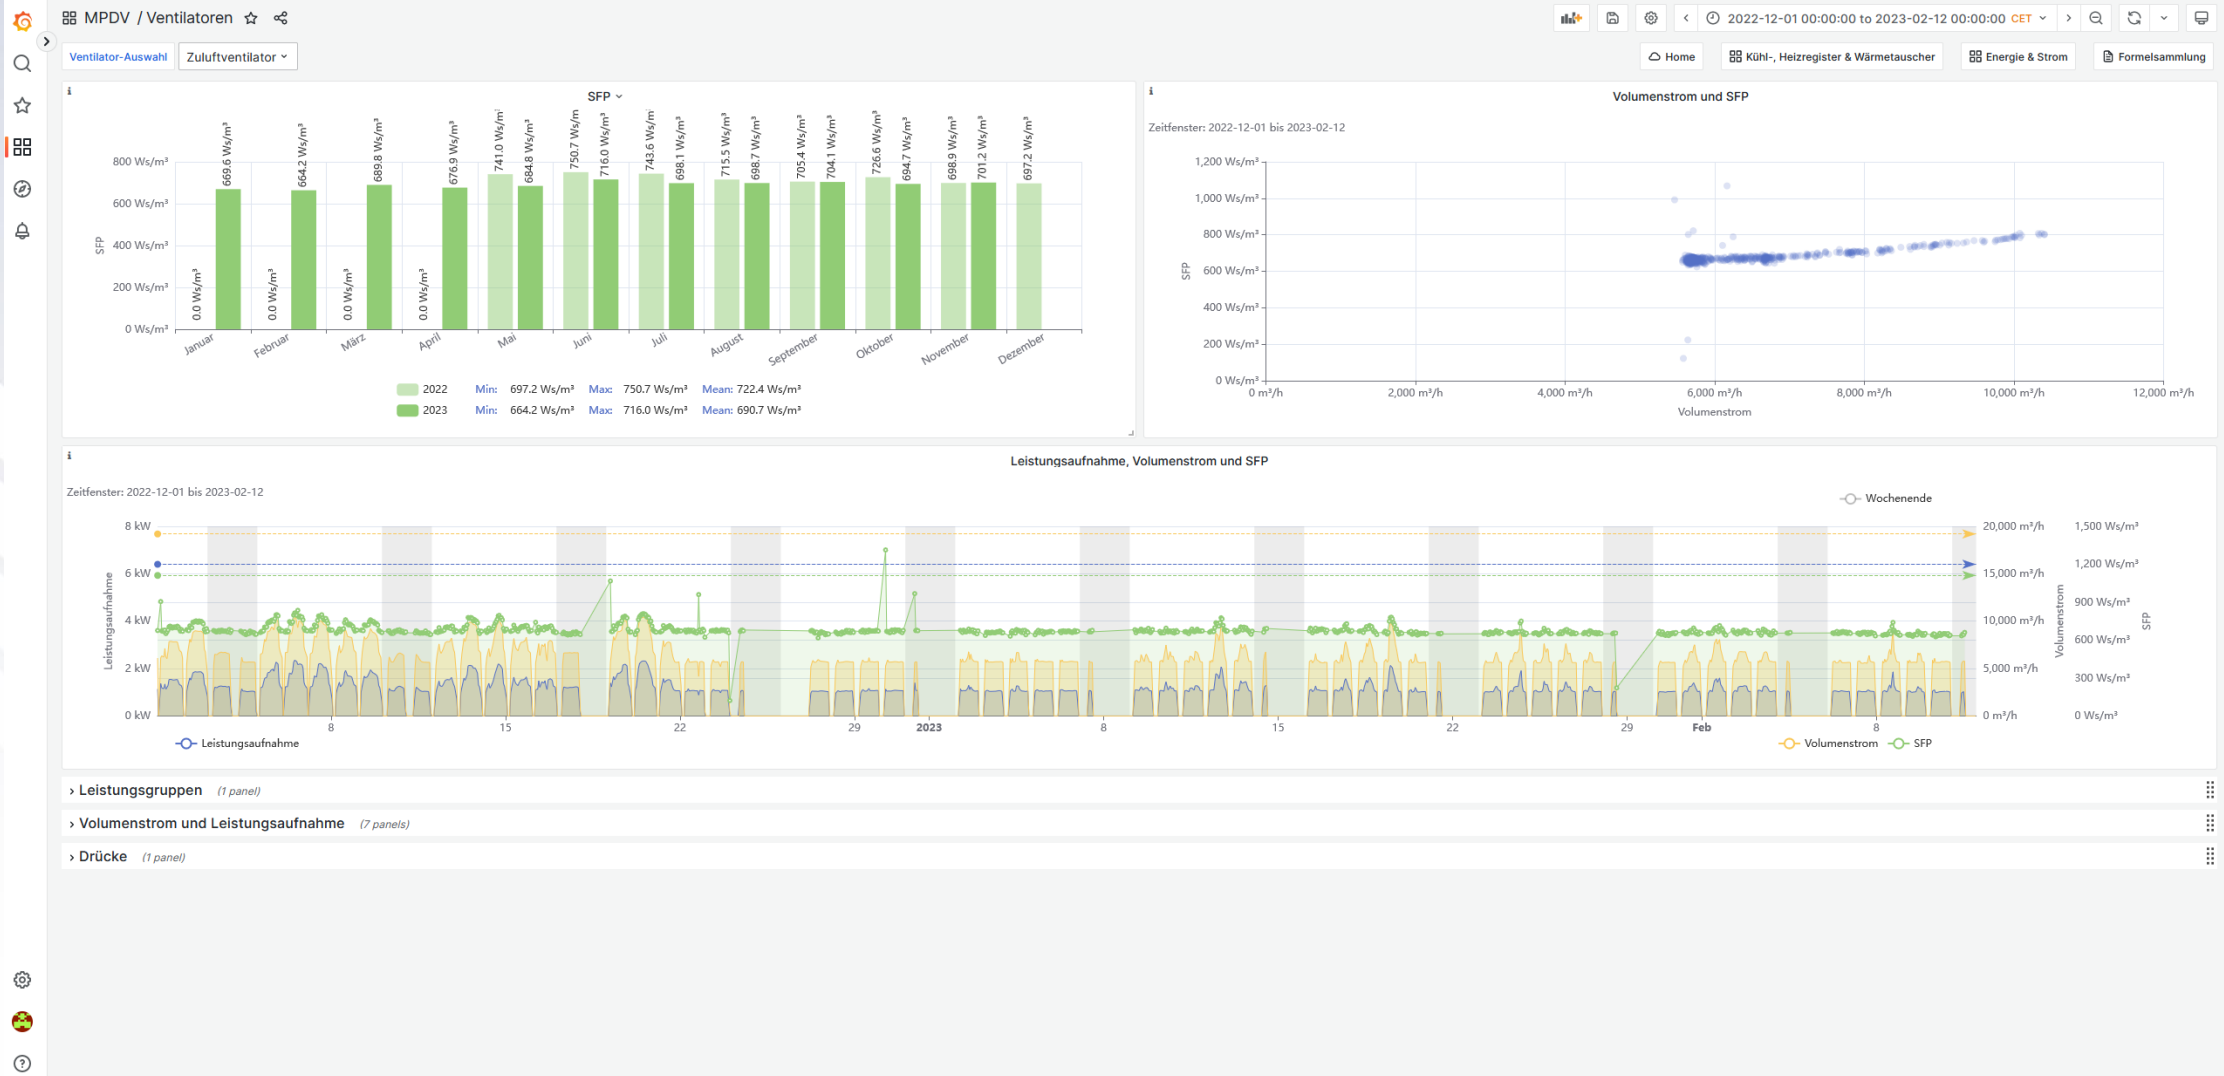 MPDV / Ventilatoren
2022-12-01 00:00:00 to 2023-02-12 00:00:00 CET
Ventilator-Auswahl Zuluftventilator
Home Kühl-, Heizregister & Wärmetauscher Energie & Strom Formelsammlung
SFP
800 Ws/m³
600 Ws/m³
400 Ws/m³
200 Ws/m³
0 Ws/m³
SFP
0.0 Ws/m³ 669.6 Ws/m³
0.0 Ws/m³ 664.2 Ws/m³
0.0 Ws/m³ 689.8 Ws/m³
0.0 Ws/m³ 676.9 Ws/m³
741.0 Ws/m³ 684.8 Ws/m³
750.7 Ws/m 716.0 Ws/m³
743.6 Ws/m 698.1 Ws/m³
715.5 Ws/m³ 698.7 Ws/m³
705.4 Ws/m³ 704.1 Ws/m³
726.6 Ws/m³ 694.7 Ws/m³
698.9 Ws/m³ 701.2 Ws/m³
697.2 Ws/m³
Januar Februar März April Mai Juni Juli August September Oktober November Dezember
2022 Min: 697.2 Ws/m³ Max: 750.7 Ws/m³ Mean: 722.4 Ws/m³
2023 Min: 664.2 Ws/m³ Max: 716.0 Ws/m³ Mean: 690.7 Ws/m³
Volumenstrom und SFP
Zeitfenster: 2022-12-01 bis 2023-02-12
1,200 Ws/m³
1,000 Ws/m³
800 Ws/m³
600 Ws/m³
400 Ws/m³
200 Ws/m³
0 Ws/m³
SFP
0 m³/h 2,000 m³/h 4,000 m³/h 6,000 m³/h 8,000 m³/h 10,000 m³/h 12,000 m³/h
Volumenstrom
Leistungsaufnahme, Volumenstrom und SFP
Zeitfenster: 2022-12-01 bis 2023-02-12
Wochenende
8 kW
6 kW
4 kW
2 kW
0 kW
Leistungsaufnahme
20,000 m³/h
15,000 m³/h
10,000 m³/h
5,000 m³/h
0 m³/h
Volumenstrom
1,500 Ws/m³
1,200 Ws/m³
900 Ws/m³
600 Ws/m³
300 Ws/m³
0 Ws/m³
SFP
8 15 22 29 2023 8 15 22 29 Feb 8
Leistungsaufnahme Volumenstrom SFP
Leistungsgruppen (1 panel)
Volumenstrom und Leistungsaufnahme (7 panels)
Drücke (1 panel)